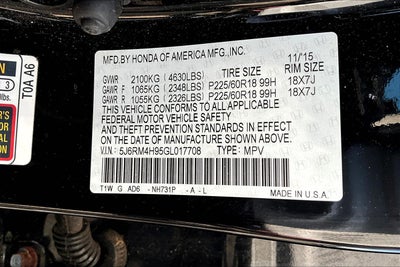 MFD.BY HONDA OF AMERICA MFG.,INC.
11/15
GVWR 2100KG (4630LBS) TIRE SIZE RIM SIZE
GAWR F 1065KG (2348LBS) P225/60R18 99H 18X7J
GAWR R 1055KG (2326LBS) P225/60R18 99H 18X7J
THIS VEHICLE CONFORMS TO ALL APPLICABLE
FEDERAL MOTOR VEHICLE SAFETY
AND THEFT PREVENTION STANDARDS IN EFFECT
ON THE DATE OF MANUFACTURE SHOWN ABOVE.
5J6RM4H95GL017708 TYPE: MPV
T1W G AD6 - NH731P - A - L MADE IN U.S.A.
TOA A6
3
lbs.